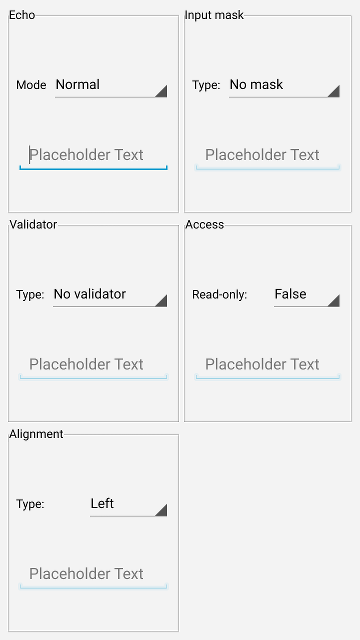 Echo
Mode Normal
Placeholder Text
Input mask
Type: No mask
Placeholder Text
Validator
Type: No validator
Placeholder Text
Access
Read-only: False
Placeholder Text
Alignment
Type: Left
Placeholder Text